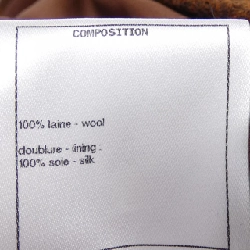 COMPOSITION
100% laine - wool
doublure - lining -
100% soie - silk